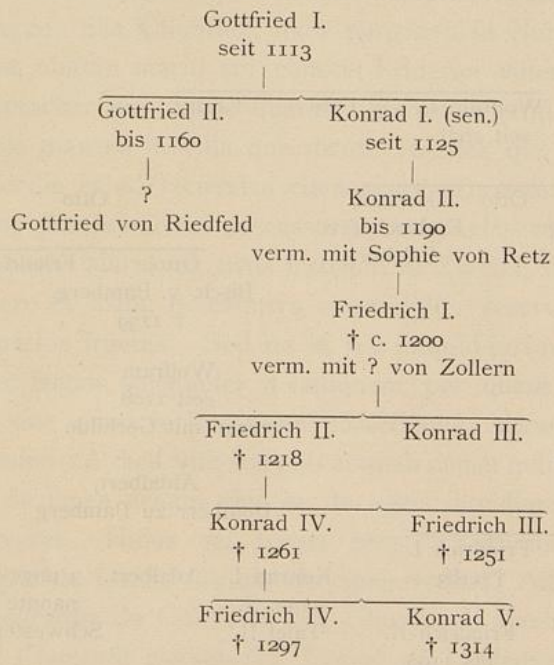 Gottfried I.
seit 1113
Gottfried II. Konrad I. (sen.)
bis 1160 seit 1125
? Konrad II.
Gottfried von Riedfeld bis 1190
verm. mit Sophie von Retz
Friedrich I.
† c. 1200
verm. mit ? von Zollern
Friedrich II. Konrad III.
† 1218
Konrad IV. Friedrich III.
† 1261 † 1251
Friedrich IV. Konrad V.
† 1297 † 1314